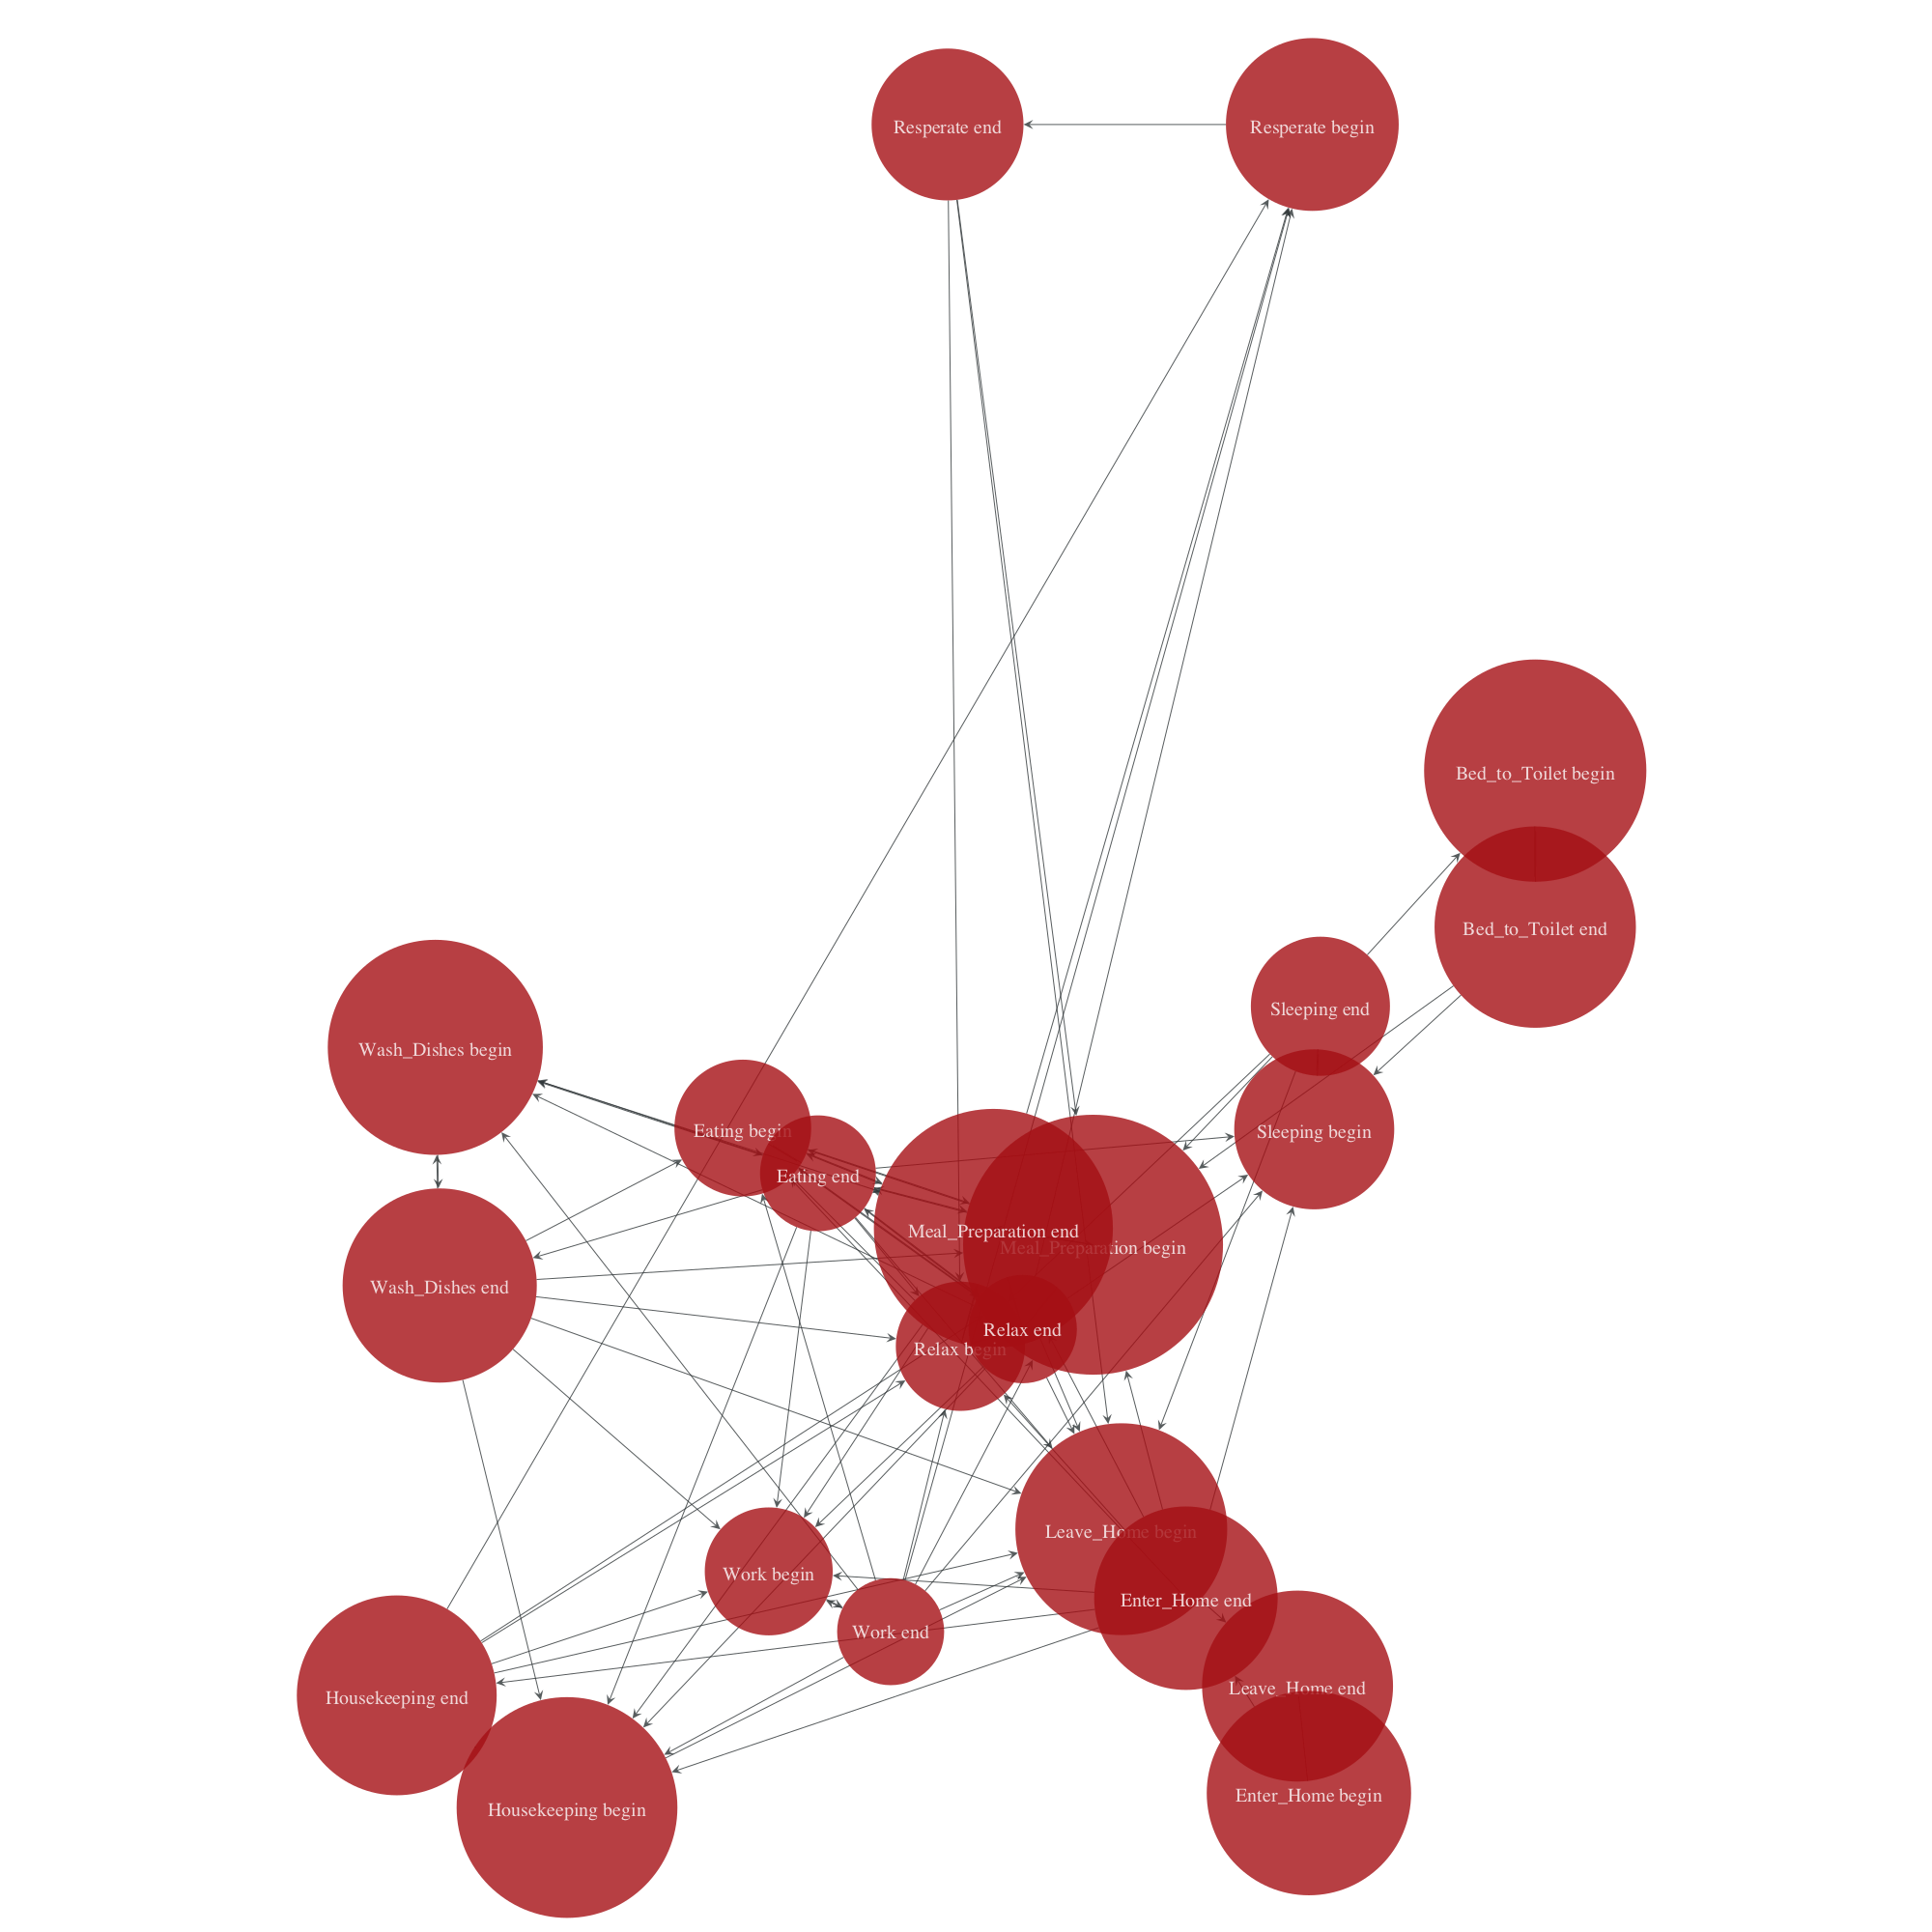 Resperate end
Resperate begin
Bed_to_Toilet begin
Bed_to_Toilet end
Sleeping end
Wash_Dishes begin
Eating begin
Sleeping begin
Eating end
Meal_Preparation end
Meal_Preparation begin
Wash_Dishes end
Relax end
Relax begin
Leave_Home begin
Work begin
Enter_Home end
Work end
Leave_Home end
Housekeeping end
Enter_Home begin
Housekeeping begin